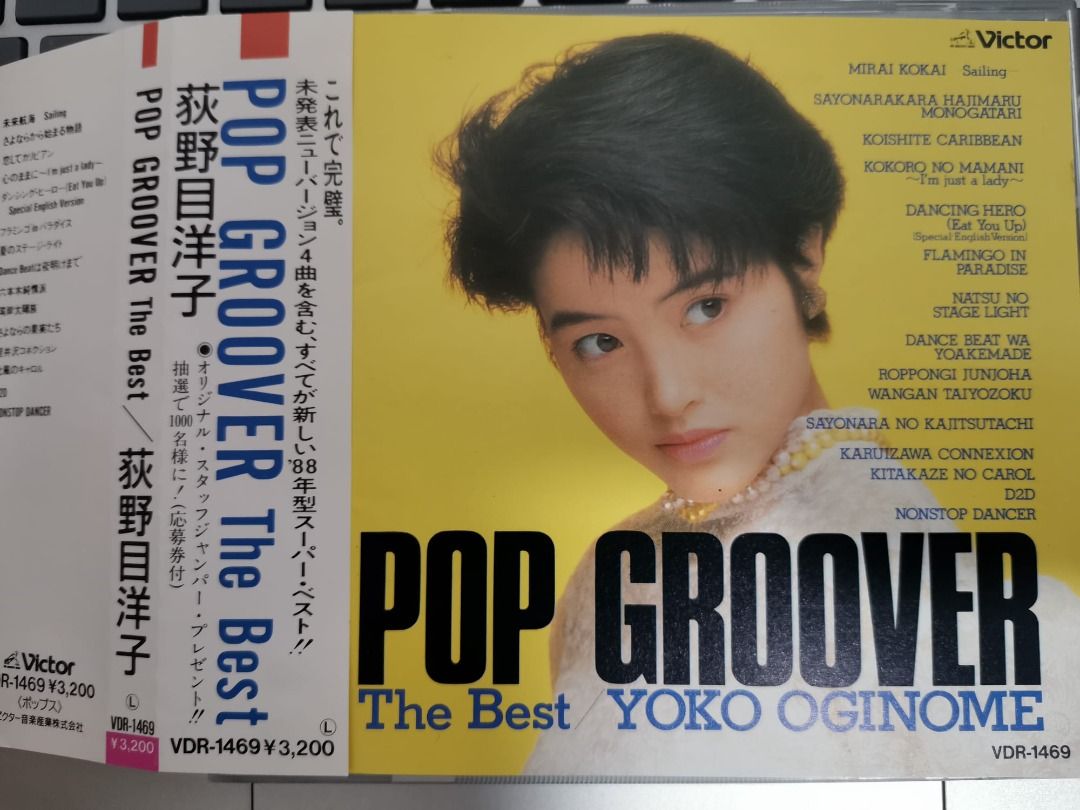 未来航海 Sailing
さよならから始まる物語
恋してカリビアン
心のままに〜I'm just a lady〜
ダンシング・ヒーロー(Eat You Up)
Special English Version
フラミンゴ in パラダイス
夏のステージ・ライト
Dance Beatは夜明けまで
六本木純情派
湾岸太陽族
さよならの果実たち
軽井沢コネクション
北風のキャロル
D2D
NONSTOP DANCER
Victor
VDR-1469 ¥3,200
〈ポップス〉
ビクター音楽産業株式会社
POP GROOVER The Best / 荻野目洋子
Ⓛ
VDR-1469
¥3,200
これで完璧。
未発表ニューバージョン4曲を含む、すべてが新しい'88年型スーパー・ベスト!!
POP GROOVER The Best
荻野目洋子
◉オリジナル・スタッフジャンパー・プレゼント!!
抽選で1000名様に!(応募券付)
Ⓛ
VDR-1469 ¥3,200
Victor
MIRAI KOKAI Sailing
SAYONARAKARA HAJIMARU
MONOGATARI
KOISHITE CARIBBEAN
KOKORO NO MAMANI
〜I'm just a lady〜
DANCING HERO
(Eat You Up)
(Special English Version)
FLAMINGO IN
PARADISE
NATSU NO
STAGE LIGHT
DANCE BEAT WA
YOAKEMADE
ROPPONGI JUNJOHA
WANGAN TAIYOZOKU
SAYONARA NO KAJITSUTACHI
KARUIZAWA CONNEXION
KITAKAZE NO CAROL
D2D
NONSTOP DANCER
POP GROOVER
The Best / YOKO OGINOME
VDR-1469